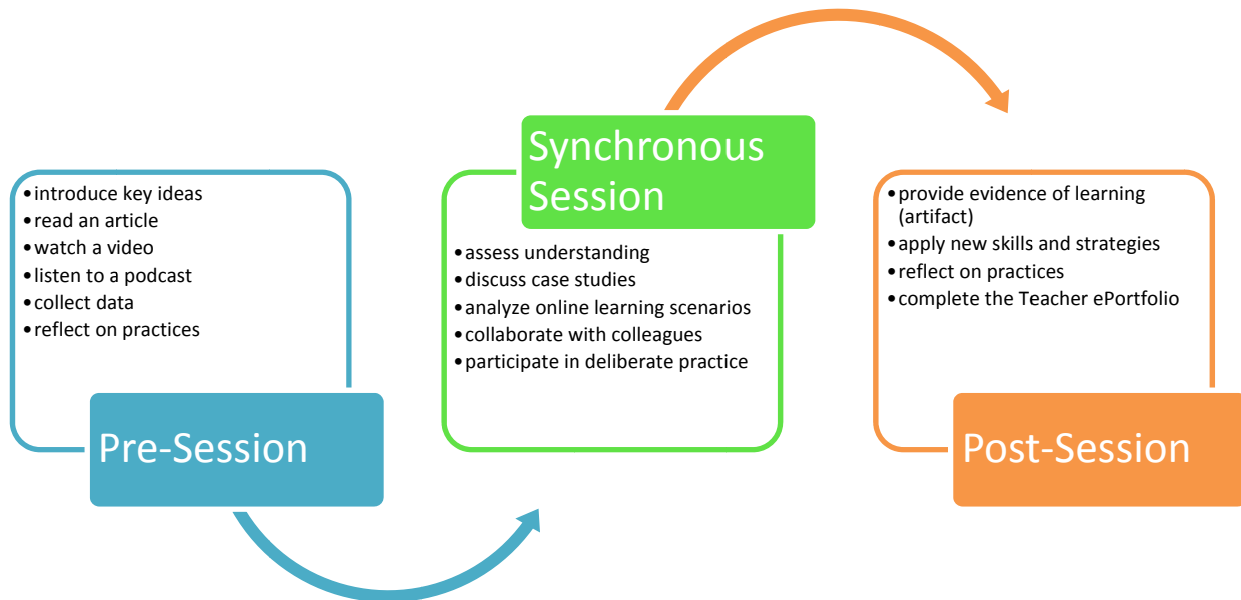 •introduce key ideas
•read an article
•watch a video
•listen to a podcast
•collect data
•reflect on practices
Pre-Session
Synchronous
Session
•assess understanding
•discuss case studies
•analyze online learning scenarios
•collaborate with colleagues
•participate in deliberate practice
•provide evidence of learning
(artifact)
•apply new skills and strategies
•reflect on practices
•complete the Teacher ePortfolio
Post-Session